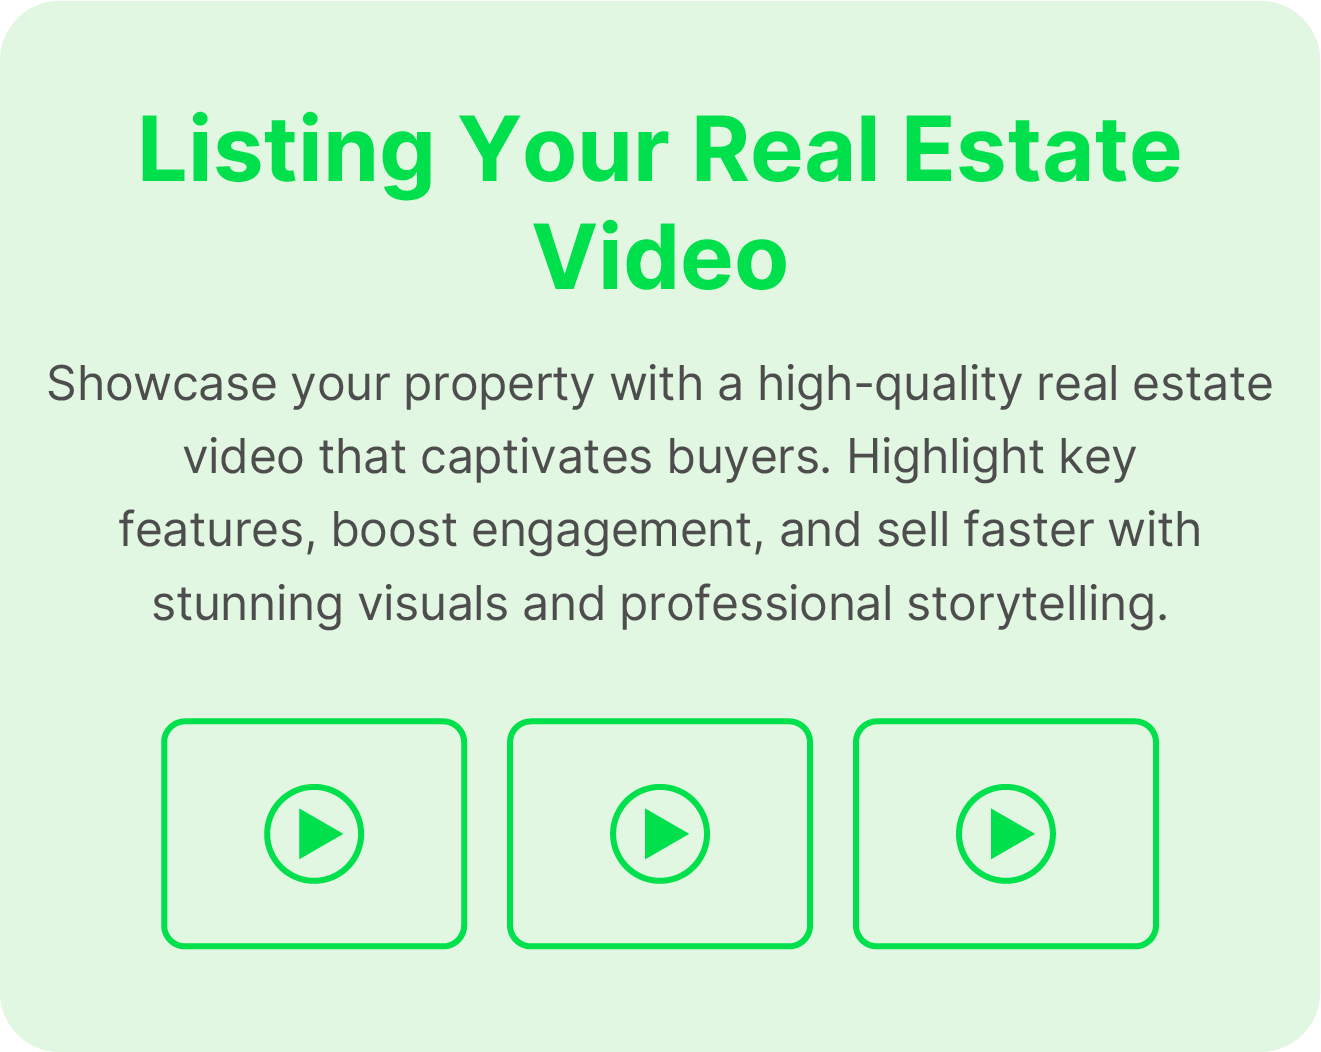 Listing Your Real Estate
Video
Showcase your property with a high-quality real estate
video that captivates buyers. Highlight key
features, boost engagement, and sell faster with
stunning visuals and professional storytelling.